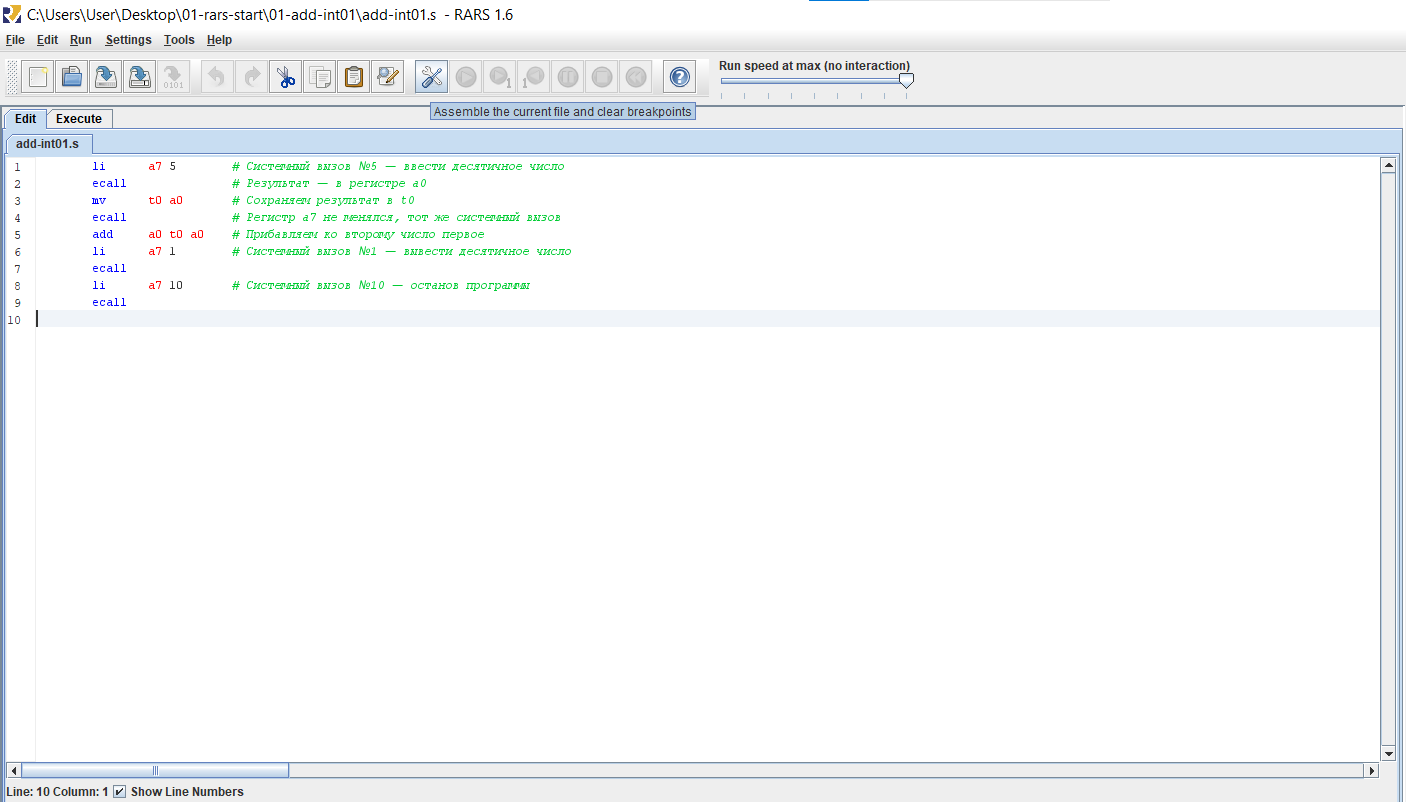 C:\Users\User\Desktop\01-rars-start\01-add-int01\add-int01.s - RARS 1.6
File Edit Run Settings Tools Help
Run speed at max (no interaction)
Assemble the current file and clear breakpoints
Edit Execute
add-int01.s
1 li a7 5 # Системный вызов №5 — ввести десятичное число
2 ecall # Результат — в регистре a0
3 mv t0 a0 # Сохраняем результат в t0
4 ecall # Регистр a7 не менялся, тот же системный вызов
5 add a0 t0 a0 # Прибавляем ко второму число первое
6 li a7 1 # Системный вызов №1 — вывести десятичное число
7 ecall
8 li a7 10 # Системный вызов №10 — останов программы
9 ecall
10
Line: 10 Column: 1 Show Line Numbers